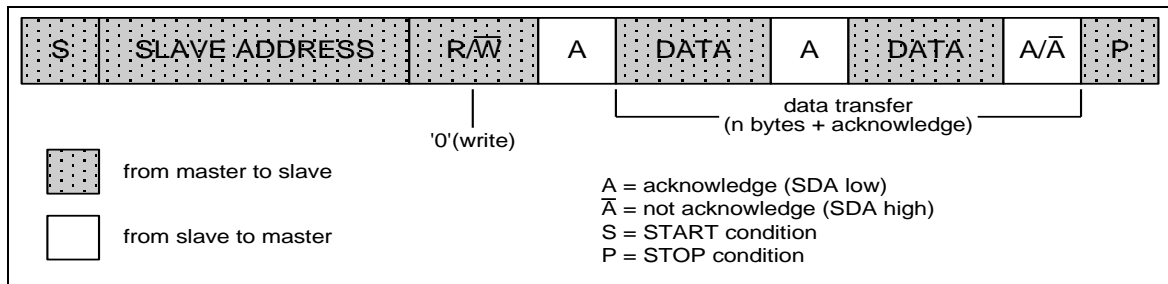 S SLAVE ADDRESS R/W̅ A DATA A DATA A/A̅ P
data transfer
(n bytes + acknowledge)
'0'(write)
from master to slave
from slave to master
A = acknowledge (SDA low)
A̅ = not acknowledge (SDA high)
S = START condition
P = STOP condition